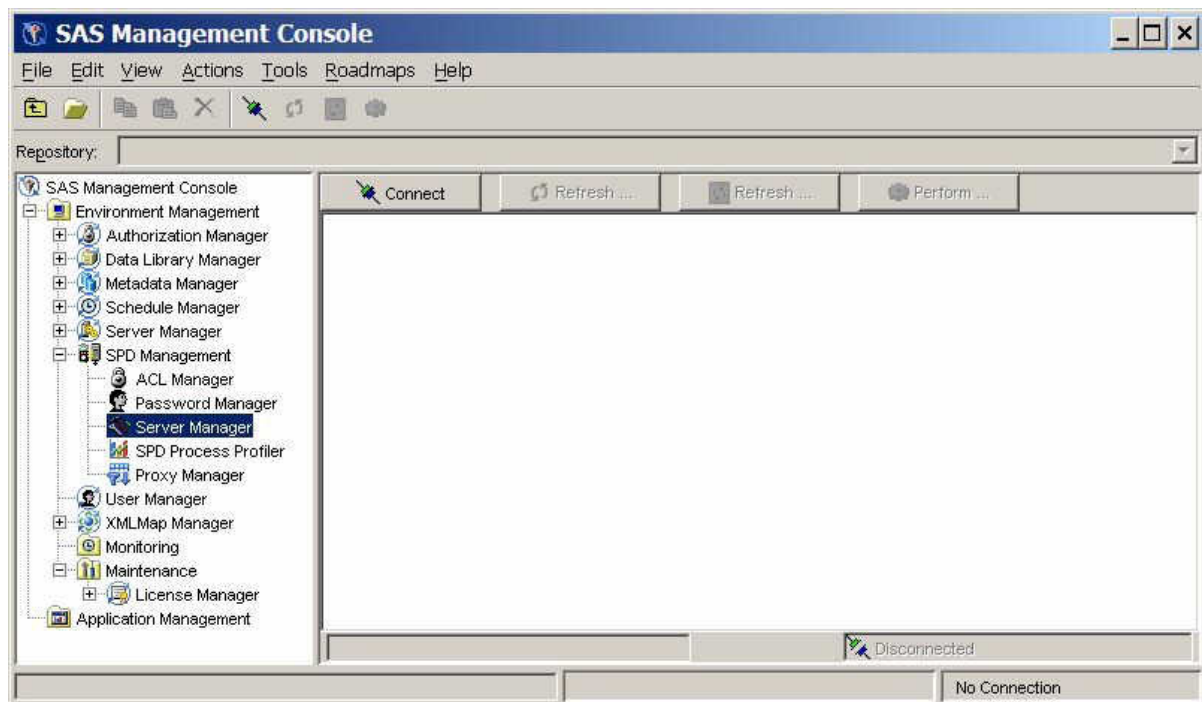 SAS Management Console
File Edit View Actions Tools Roadmaps Help
Repository:
SAS Management Console
Environment Management
Authorization Manager
Data Library Manager
Metadata Manager
Schedule Manager
Server Manager
SPD Management
ACL Manager
Password Manager
Server Manager
SPD Process Profiler
Proxy Manager
User Manager
XMLMap Manager
Monitoring
Maintenance
License Manager
Application Management
Connect Refresh ... Refresh ... Perform ...
Disconnected
No Connection